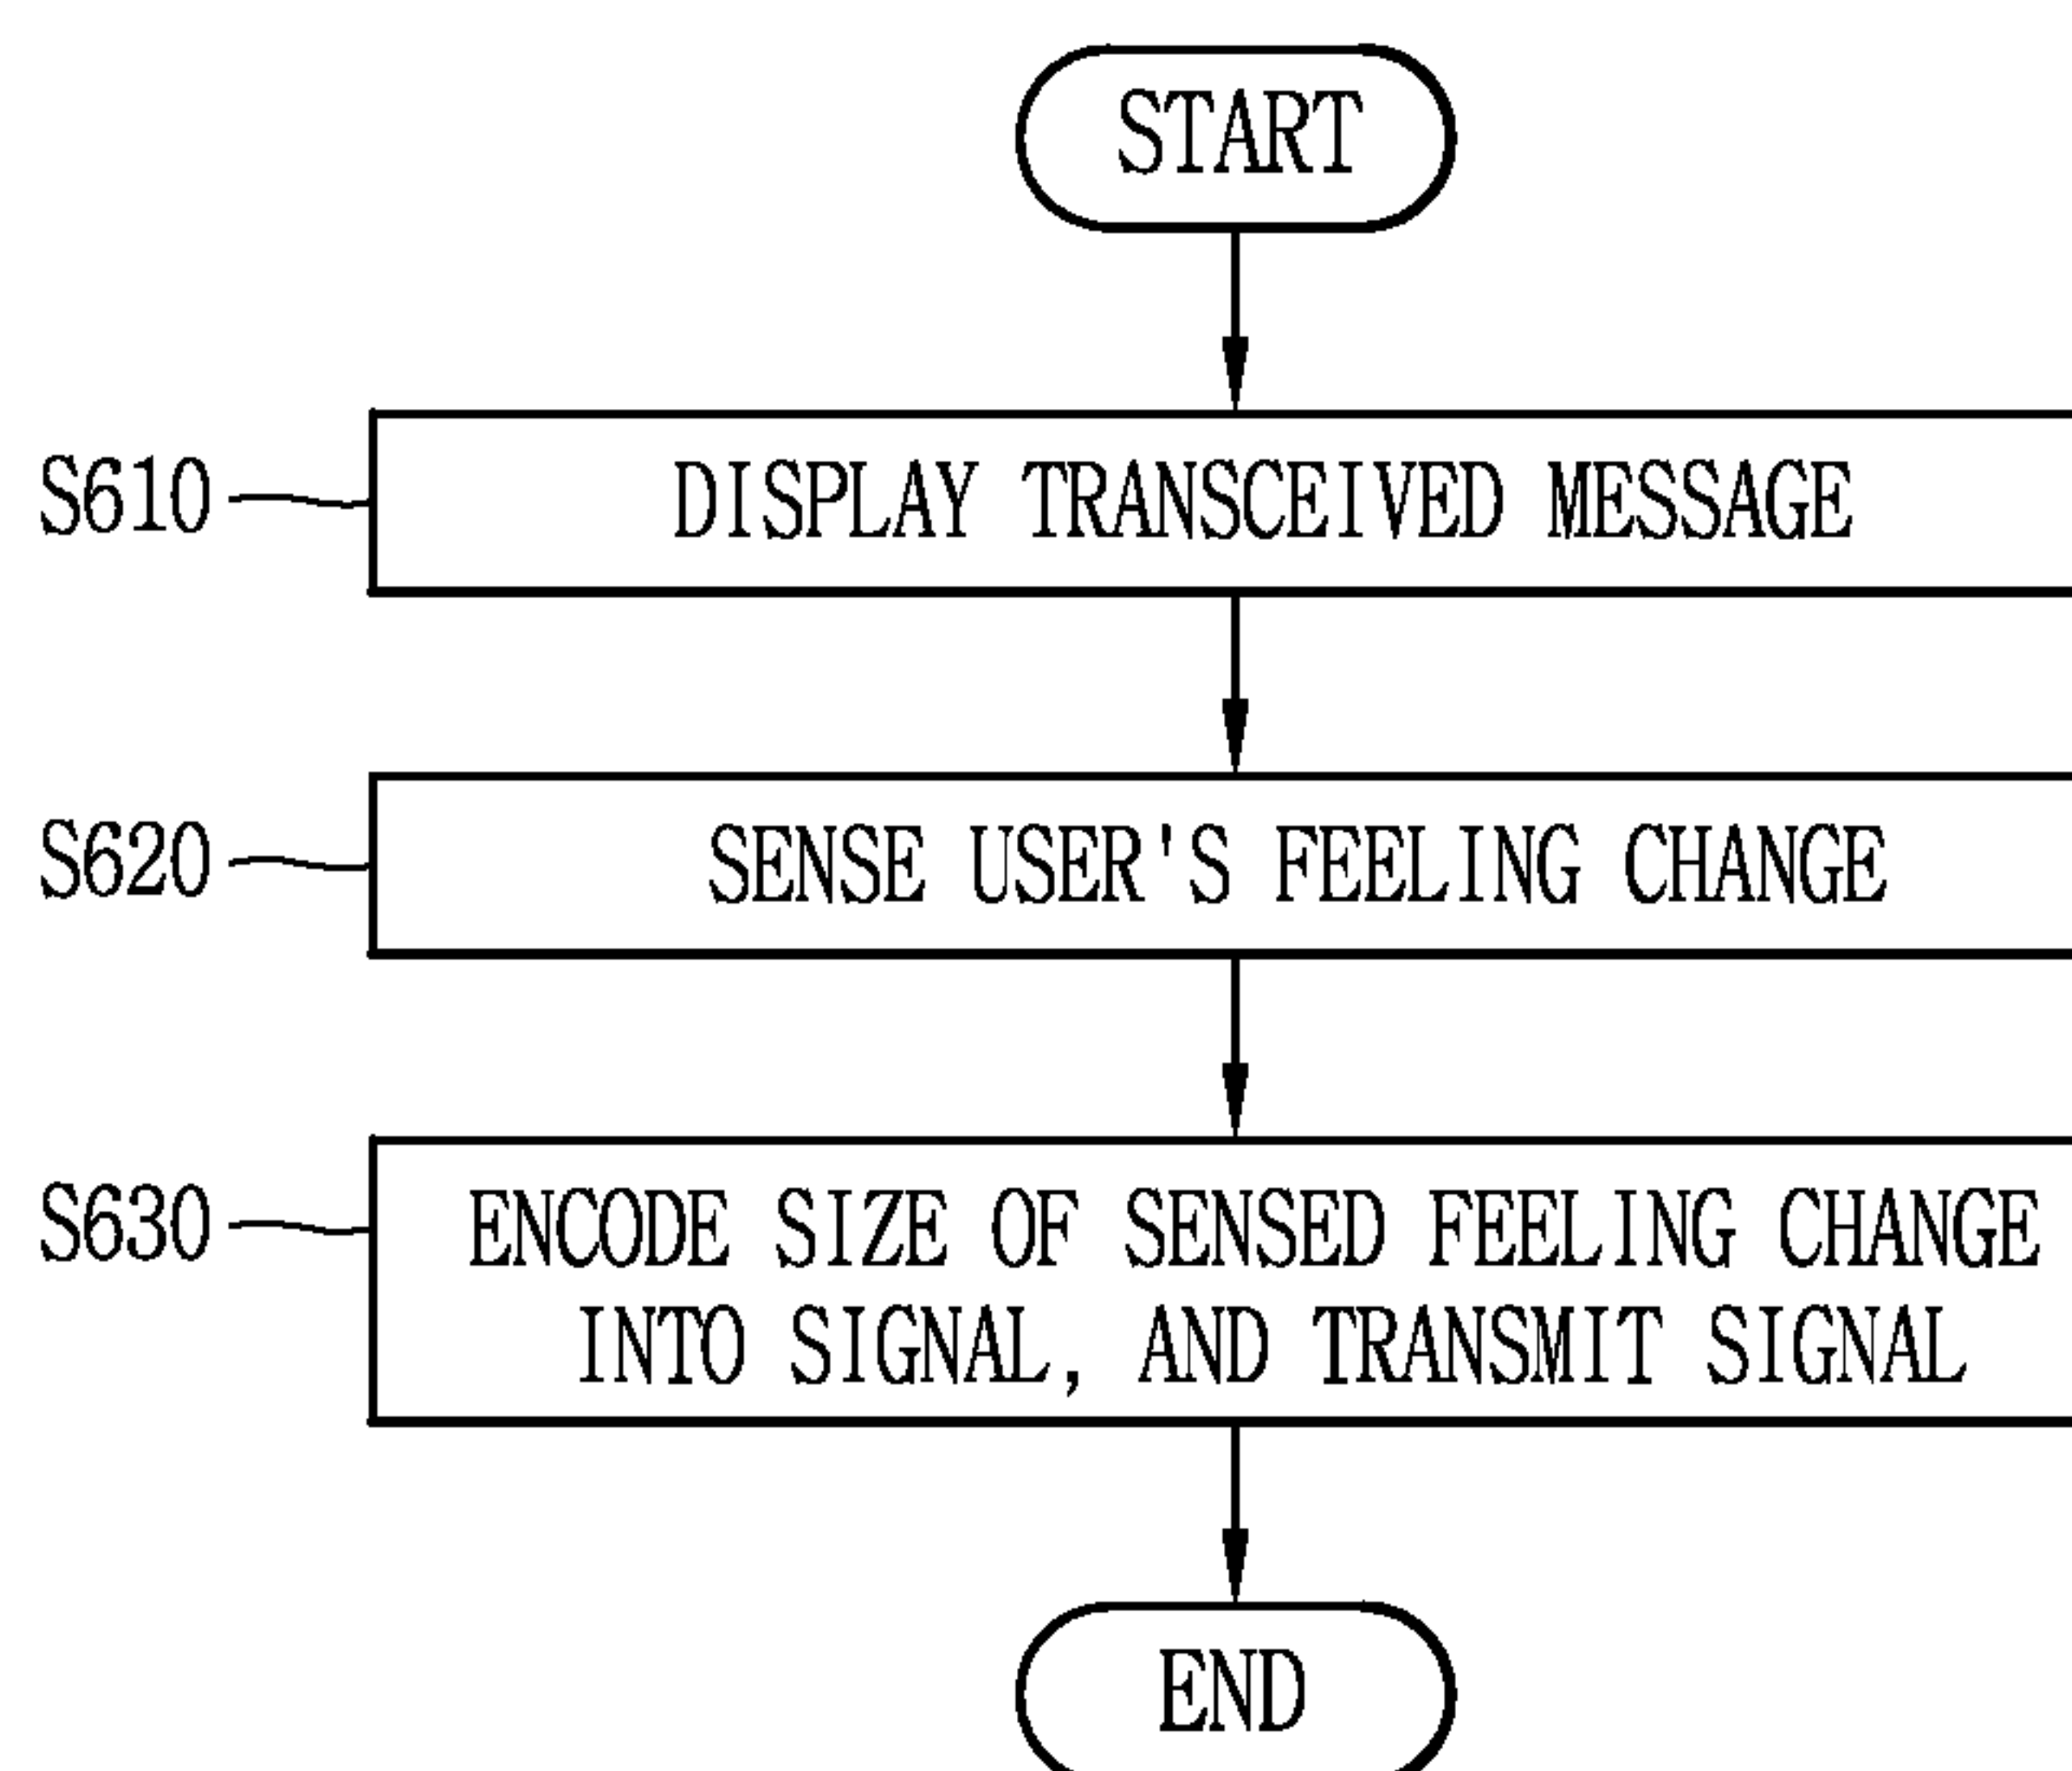 START
S610
DISPLAY TRANSCEIVED MESSAGE
S620
SENSE USER'S FEELING CHANGE
S630
ENCODE SIZE OF SENSED FEELING CHANGE
INTO SIGNAL, AND TRANSMIT SIGNAL
END